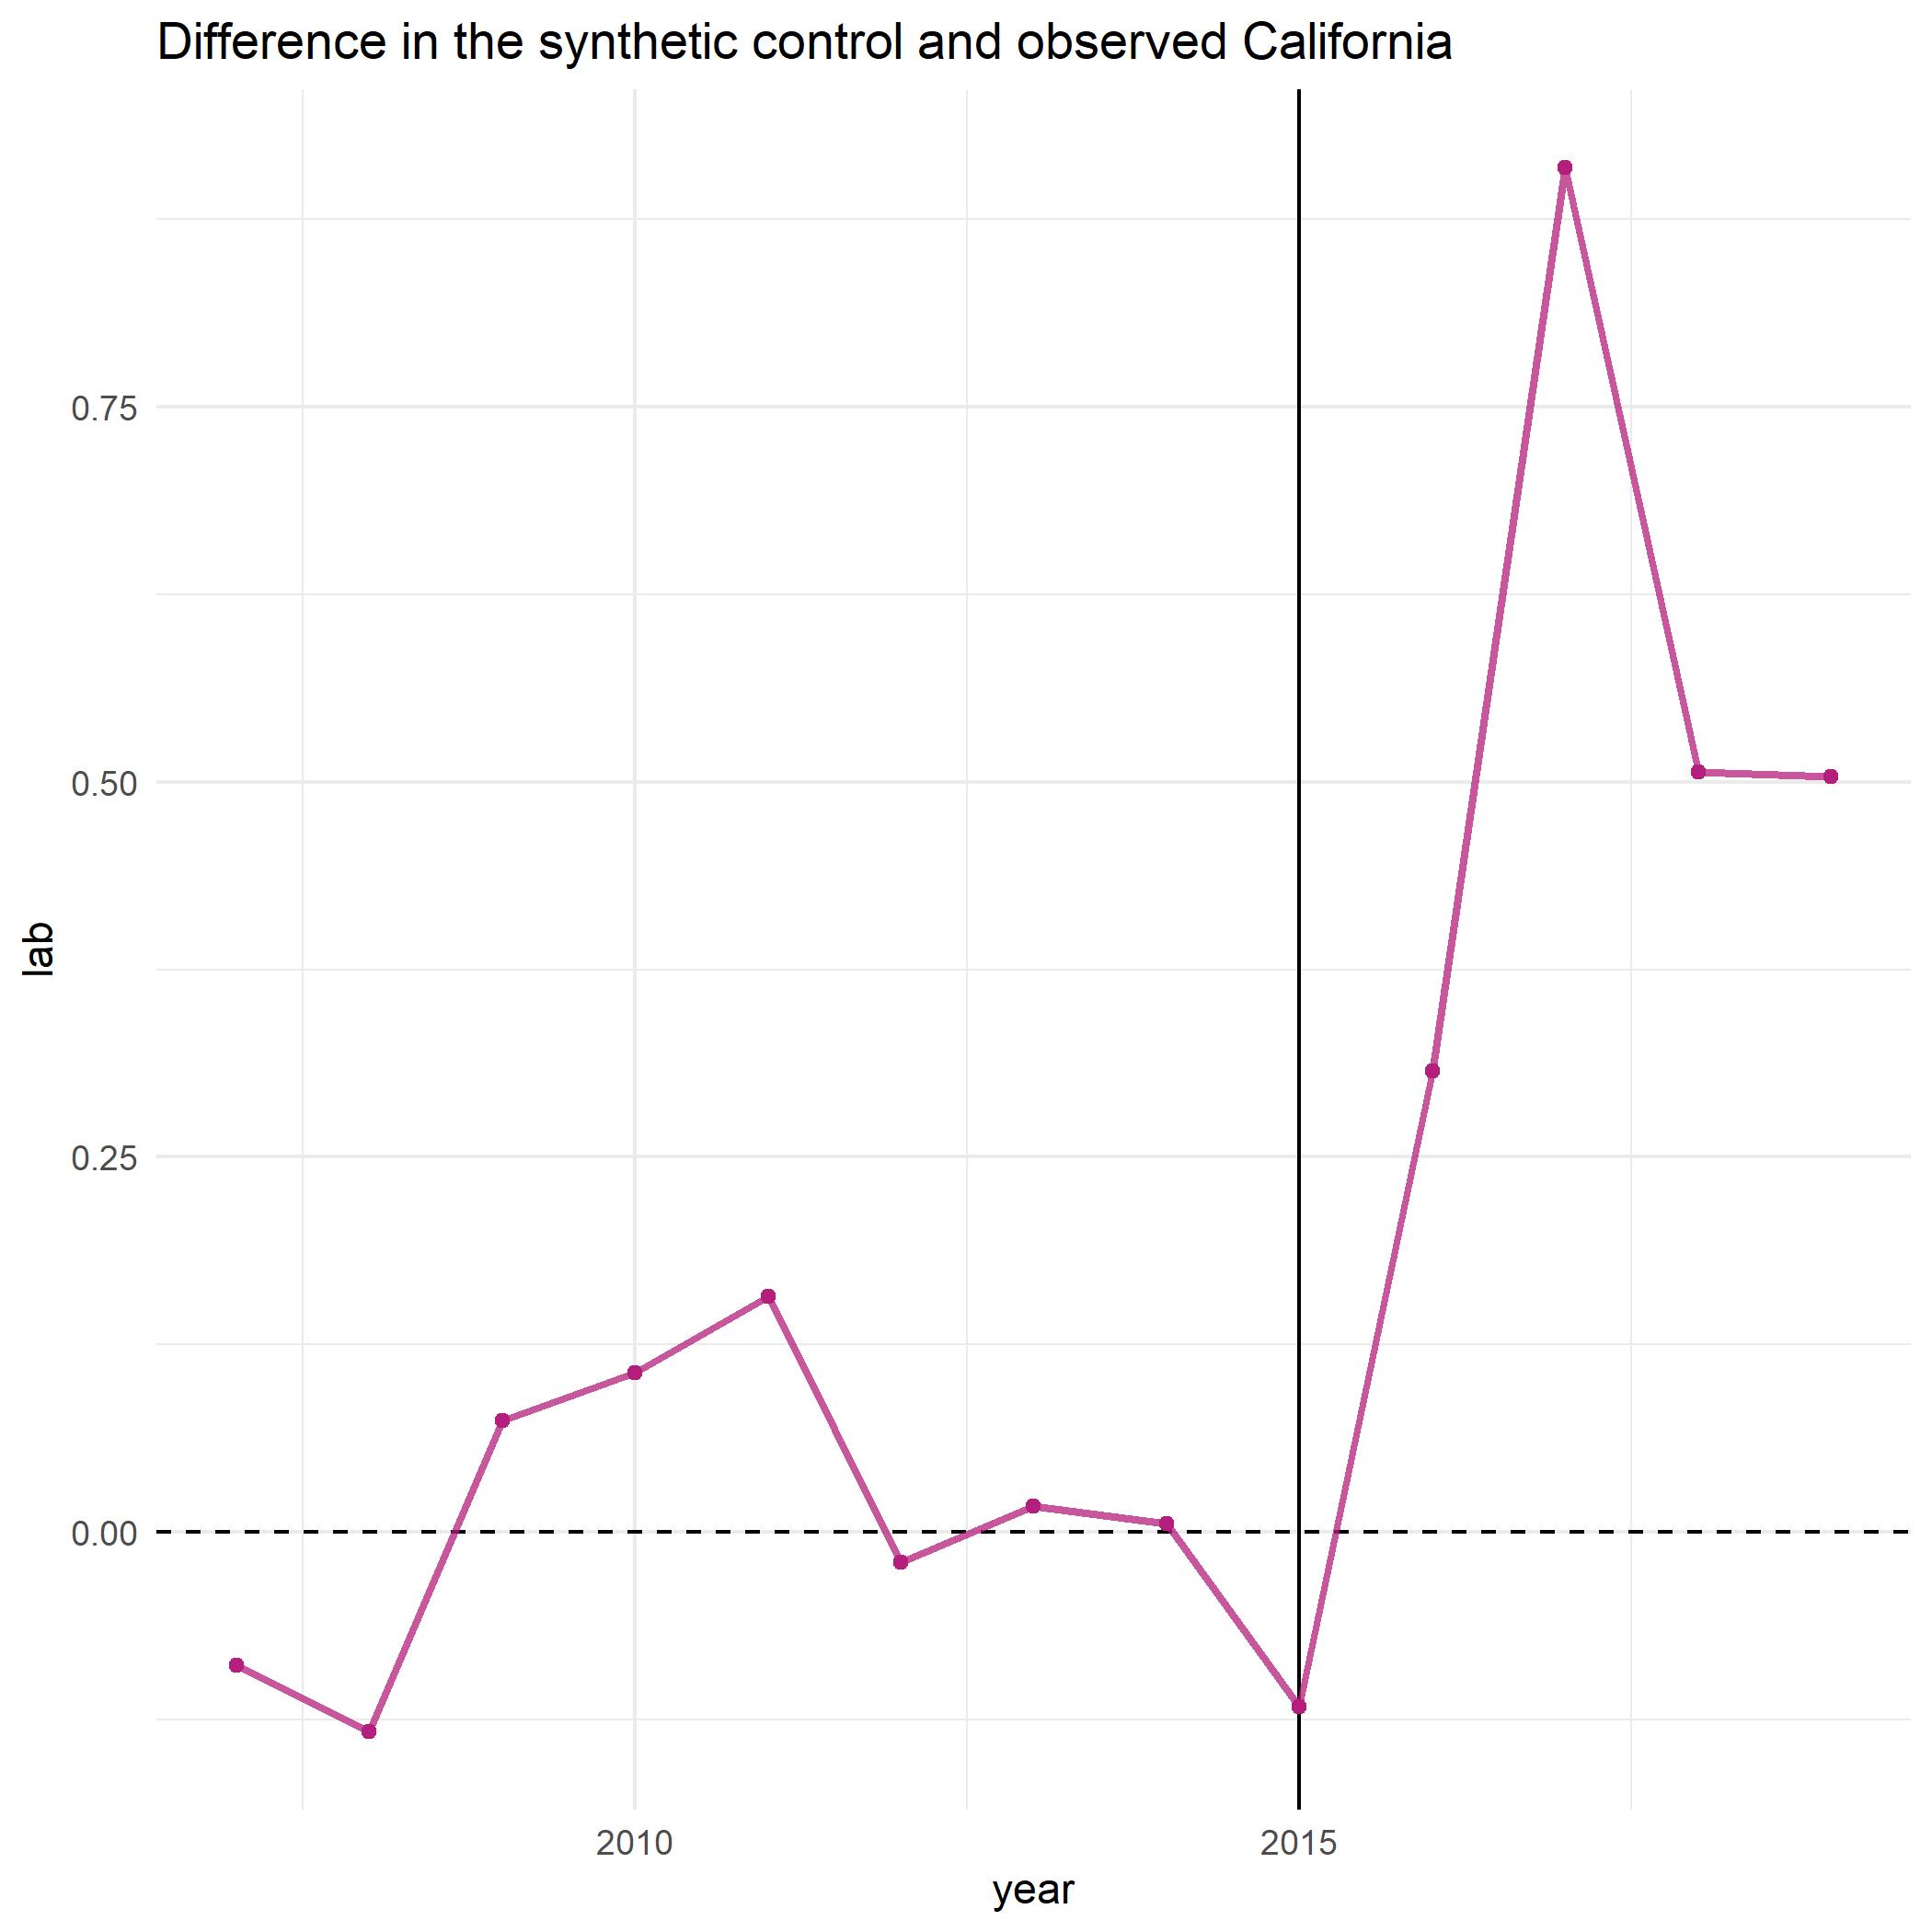 Difference in the synthetic control and observed California
lab
0.75
0.50
0.25
0.00
2010
2015
year